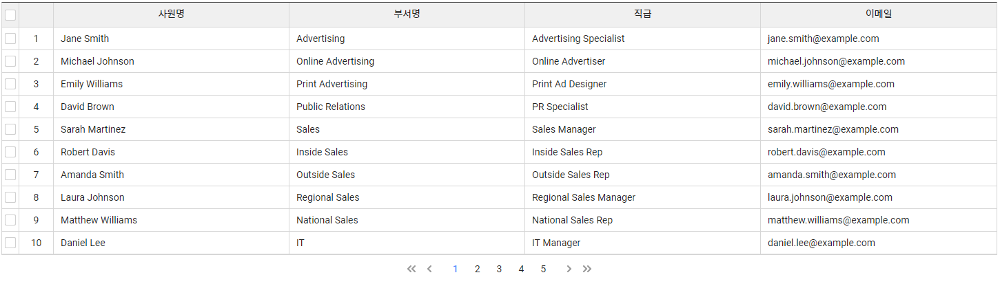 사원명 부서명 직급 이메일
1 Jane Smith Advertising Advertising Specialist jane.smith@example.com
2 Michael Johnson Online Advertising Online Advertiser michael.johnson@example.com
3 Emily Williams Print Advertising Print Ad Designer emily.williams@example.com
4 David Brown Public Relations PR Specialist david.brown@example.com
5 Sarah Martinez Sales Sales Manager sarah.martinez@example.com
6 Robert Davis Inside Sales Inside Sales Rep robert.davis@example.com
7 Amanda Smith Outside Sales Outside Sales Rep amanda.smith@example.com
8 Laura Johnson Regional Sales Regional Sales Manager laura.johnson@example.com
9 Matthew Williams National Sales National Sales Rep matthew.williams@example.com
10 Daniel Lee IT IT Manager daniel.lee@example.com
1 2 3 4 5